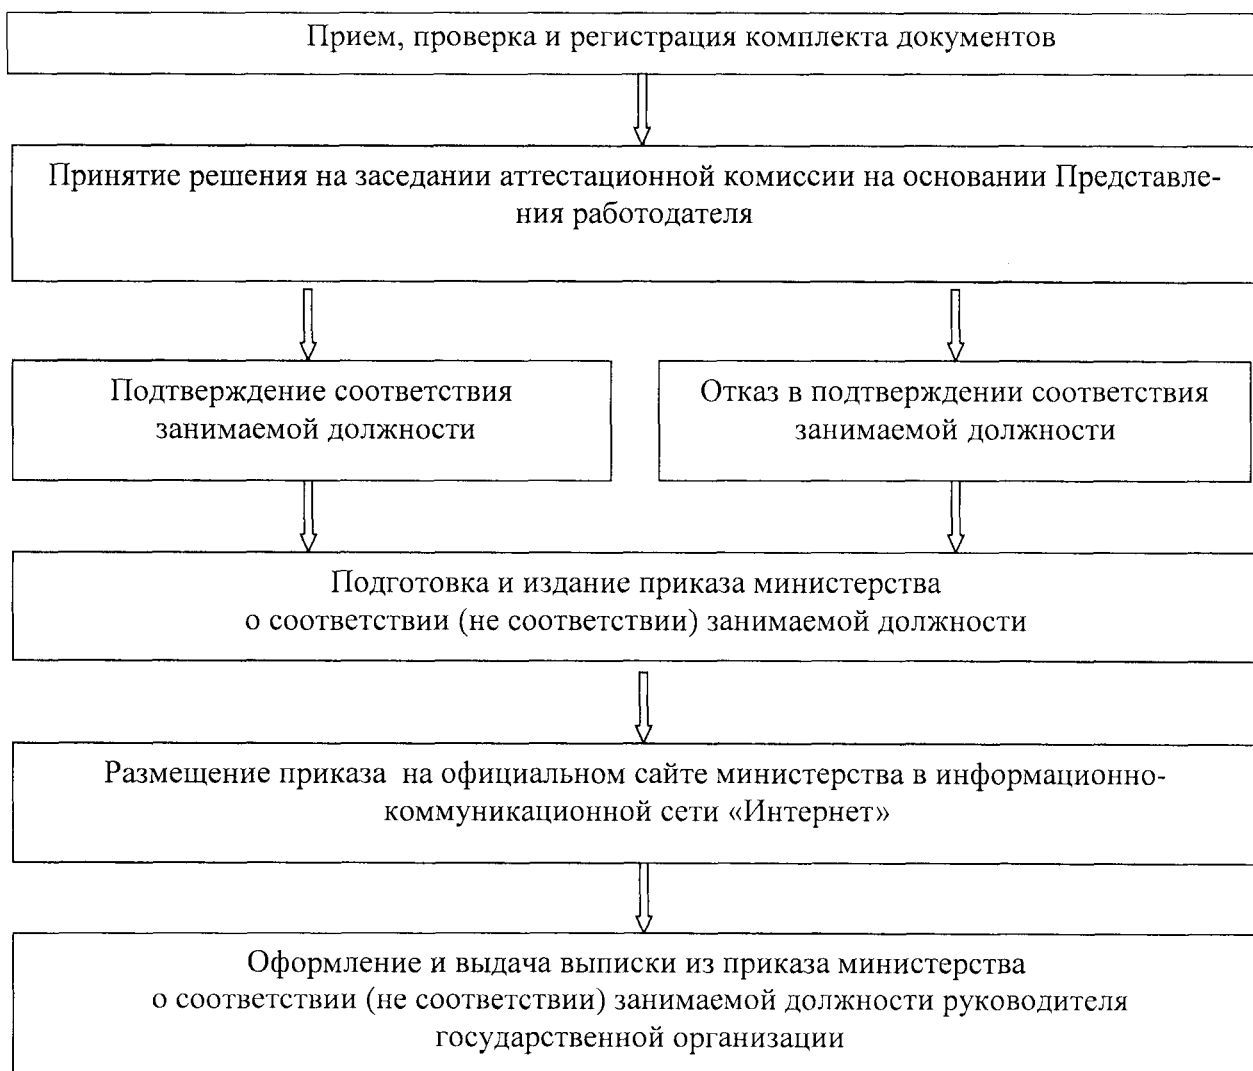 Прием, проверка и регистрация комплекта документов
Принятие решения на заседании аттестационной комиссии на основании Представле-
ния работодателя
Подтверждение соответствия
занимаемой должности
Отказ в подтверждении соответствия
занимаемой должности
Подготовка и издание приказа министерства
о соответствии (не соответствии) занимаемой должности
Размещение приказа на официальном сайте министерства в информационно-
коммуникационной сети «Интернет»
Оформление и выдача выписки из приказа министерства
о соответствии (не соответствии) занимаемой должности руководителя
государственной организации